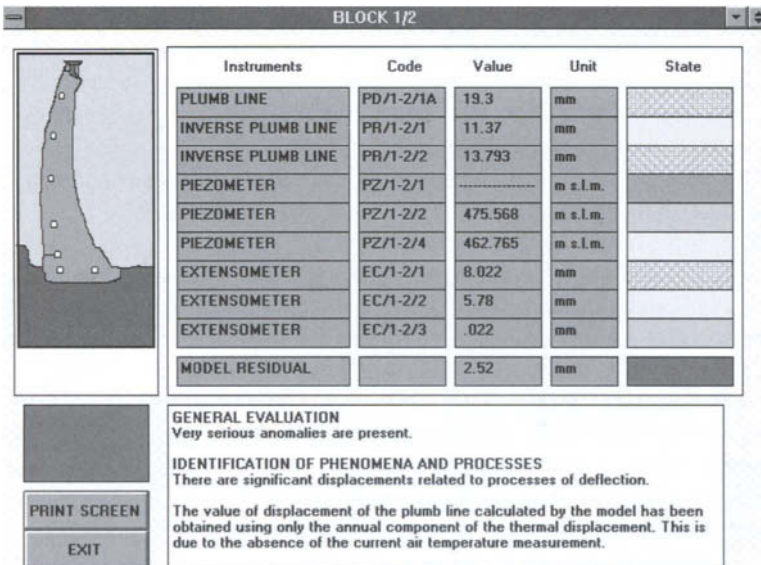 BLOCK 1/2
Instruments Code Value Unit State
PLUMB LINE PD/1-2/1A 19.3 mm
INVERSE PLUMB LINE PR/1-2/1 11.37 mm
INVERSE PLUMB LINE PR/1-2/2 13.793 mm
PIEZOMETER PZ/1-2/1 --------------- m s.l.m.
PIEZOMETER PZ/1-2/2 475.568 m s.l.m.
PIEZOMETER PZ/1-2/4 462.765 m s.l.m.
EXTENSOMETER EC/1-2/1 8.022 mm
EXTENSOMETER EC/1-2/2 5.78 mm
EXTENSOMETER EC/1-2/3 .022 mm
MODEL RESIDUAL 2.52 mm
GENERAL EVALUATION
Very serious anomalies are present.
IDENTIFICATION OF PHENOMENA AND PROCESSES
There are significant displacements related to processes of deflection.
The value of displacement of the plumb line calculated by the model has been
obtained using only the annual component of the thermal displacement. This is
due to the absence of the current air temperature measurement.
PRINT SCREEN
EXIT